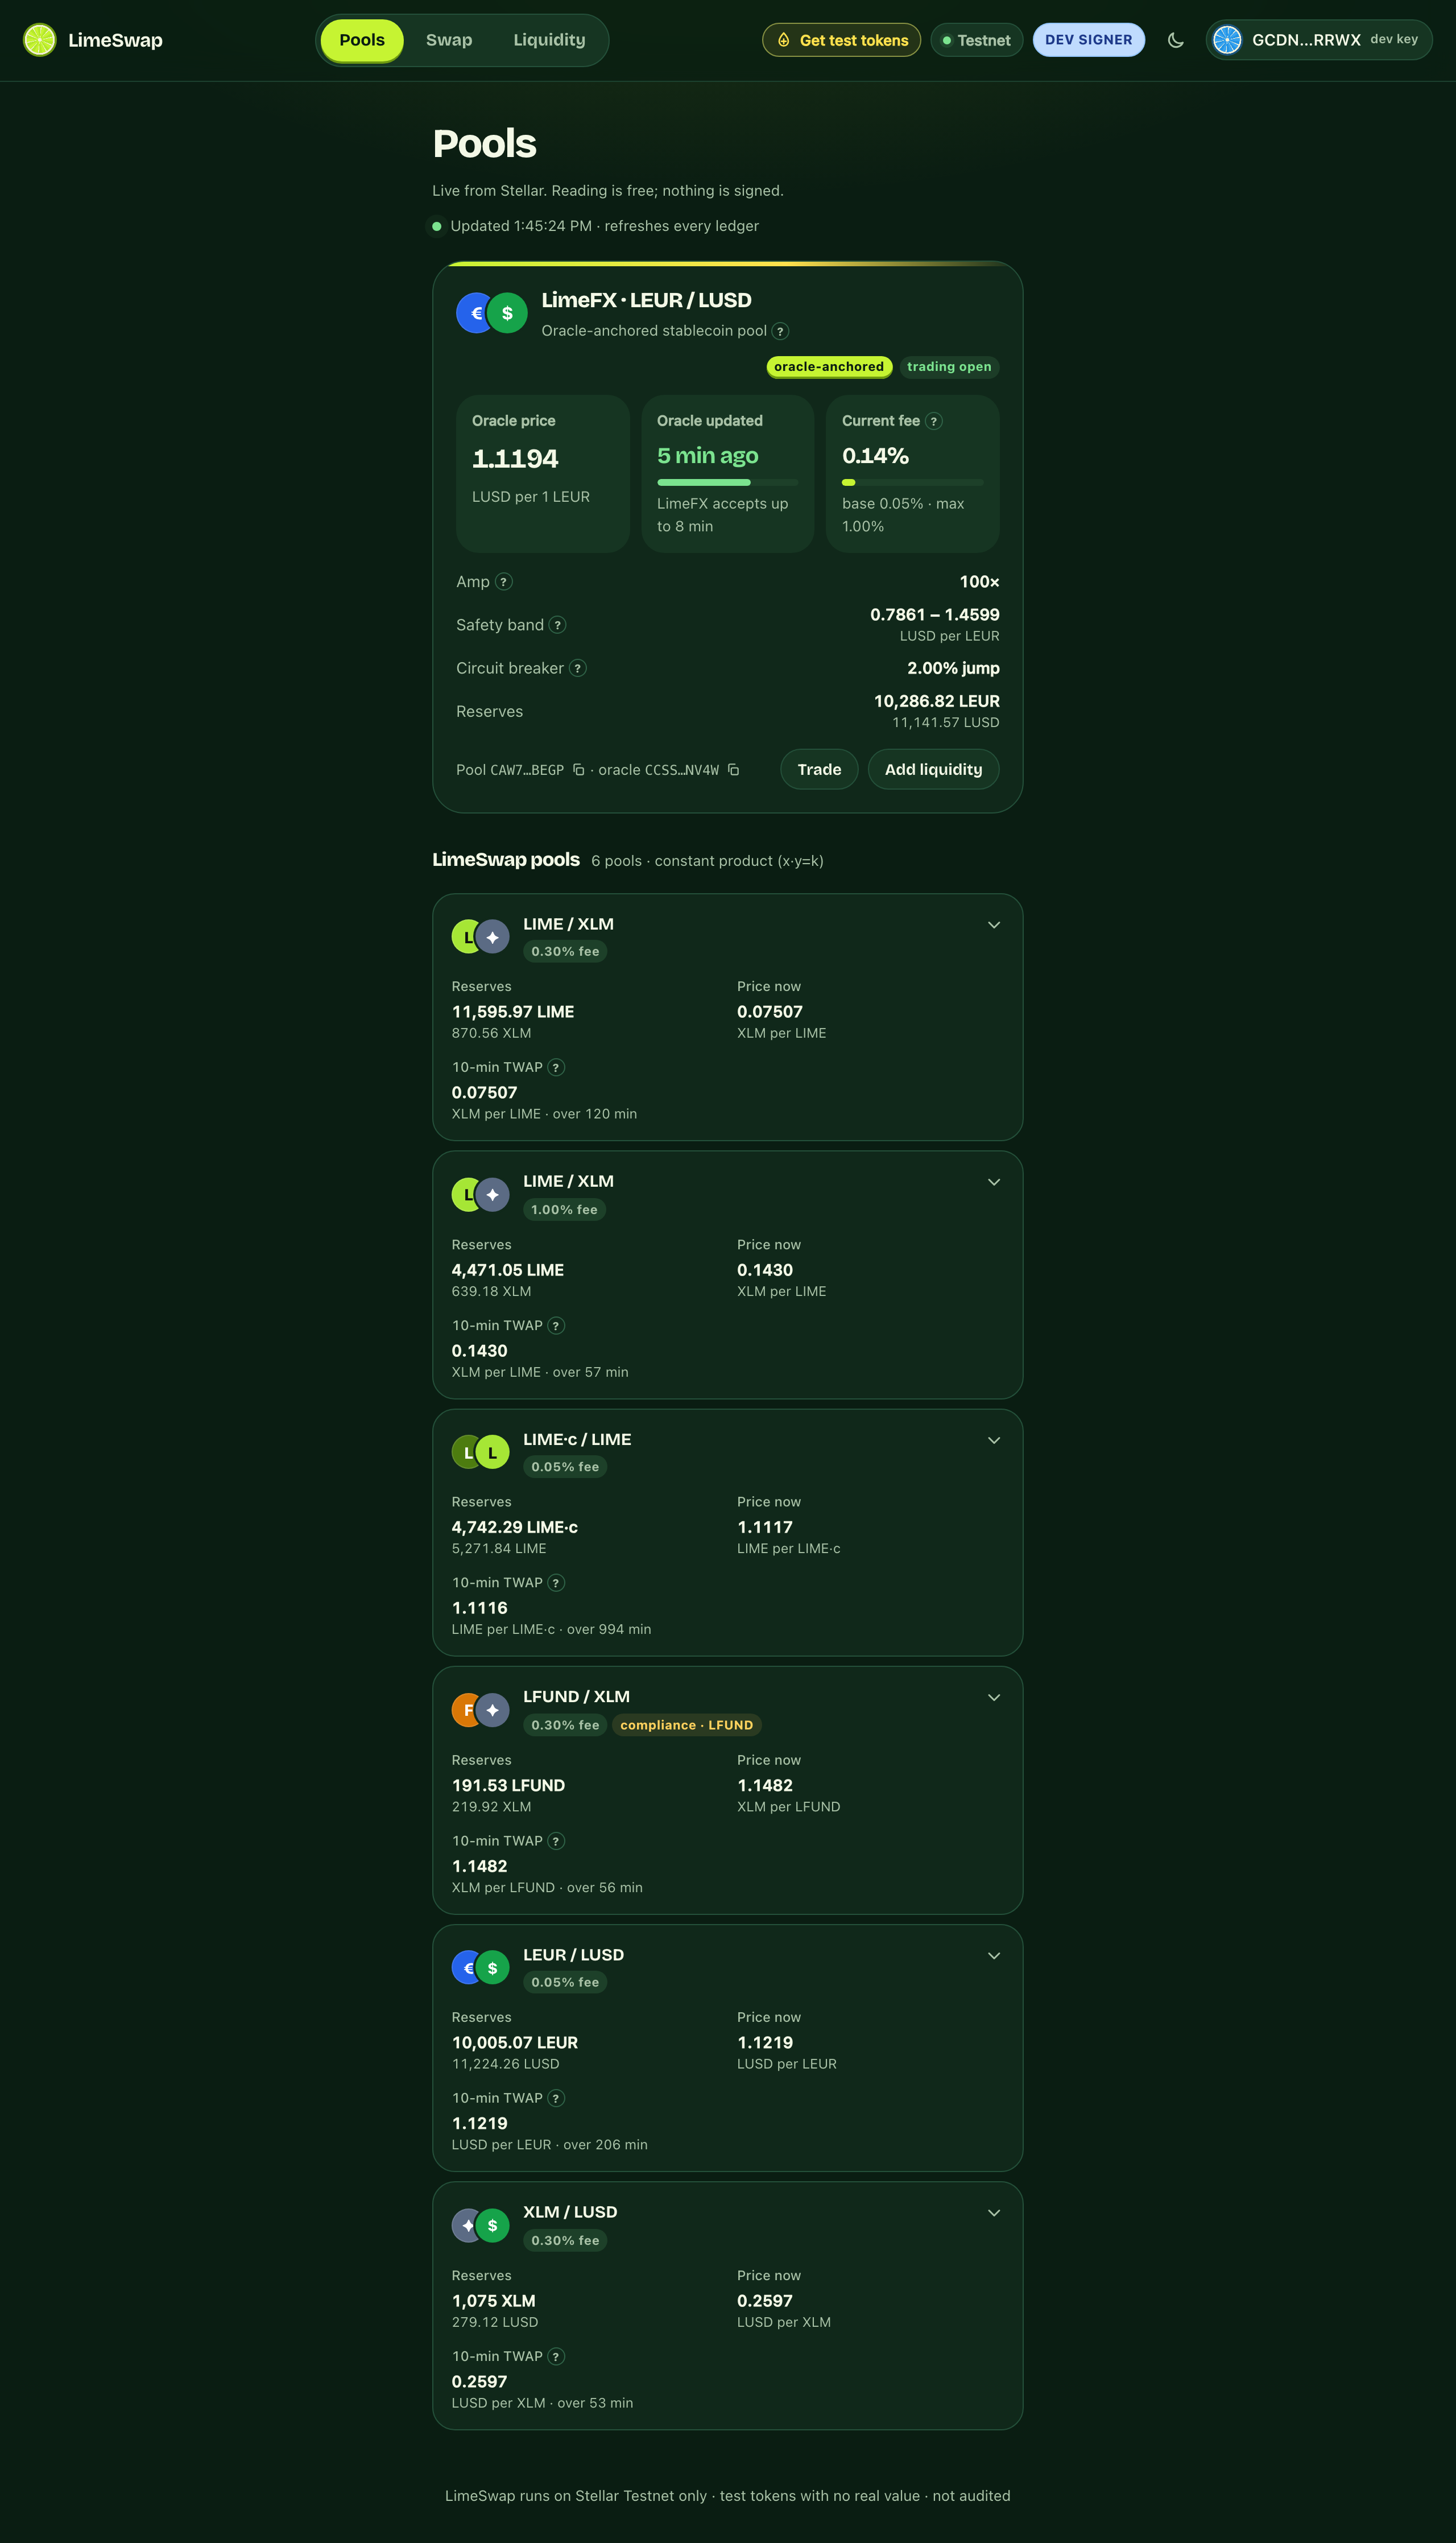 LimeSwap
Pools Swap Liquidity
Get test tokens
Testnet
DEV SIGNER
GCDN...RRWX dev key
Pools
Live from Stellar. Reading is free; nothing is signed.
Updated 1:45:24 PM · refreshes every ledger
€ $
LimeFX · LEUR / LUSD
Oracle-anchored stablecoin pool ?
oracle-anchored trading open
Oracle price
1.1194
LUSD per 1 LEUR
Oracle updated
5 min ago
LimeFX accepts up
to 8 min
Current fee ?
0.14%
base 0.05% · max
1.00%
Amp ? 100×
Safety band ? 0.7861 – 1.4599
LUSD per LEUR
Circuit breaker ? 2.00% jump
Reserves 10,286.82 LEUR
11,141.57 LUSD
Pool CAW7…BEGP · oracle CCSS…NV4W
Trade Add liquidity
LimeSwap pools 6 pools · constant product (x·y=k)
L
LIME / XLM
0.30% fee
Reserves
11,595.97 LIME
870.56 XLM
Price now
0.07507
XLM per LIME
10-min TWAP ?
0.07507
XLM per LIME · over 120 min
L
LIME / XLM
1.00% fee
Reserves
4,471.05 LIME
639.18 XLM
Price now
0.1430
XLM per LIME
10-min TWAP ?
0.1430
XLM per LIME · over 57 min
L L
LIME·c / LIME
0.05% fee
Reserves
4,742.29 LIME·c
5,271.84 LIME
Price now
1.1117
LIME per LIME·c
10-min TWAP ?
1.1116
LIME per LIME·c · over 994 min
F
LFUND / XLM
0.30% fee compliance · LFUND
Reserves
191.53 LFUND
219.92 XLM
Price now
1.1482
XLM per LFUND
10-min TWAP ?
1.1482
XLM per LFUND · over 56 min
€ $
LEUR / LUSD
0.05% fee
Reserves
10,005.07 LEUR
11,224.26 LUSD
Price now
1.1219
LUSD per LEUR
10-min TWAP ?
1.1219
LUSD per LEUR · over 206 min
$
XLM / LUSD
0.30% fee
Reserves
1,075 XLM
279.12 LUSD
Price now
0.2597
LUSD per XLM
10-min TWAP ?
0.2597
LUSD per XLM · over 53 min
LimeSwap runs on Stellar Testnet only · test tokens with no real value · not audited